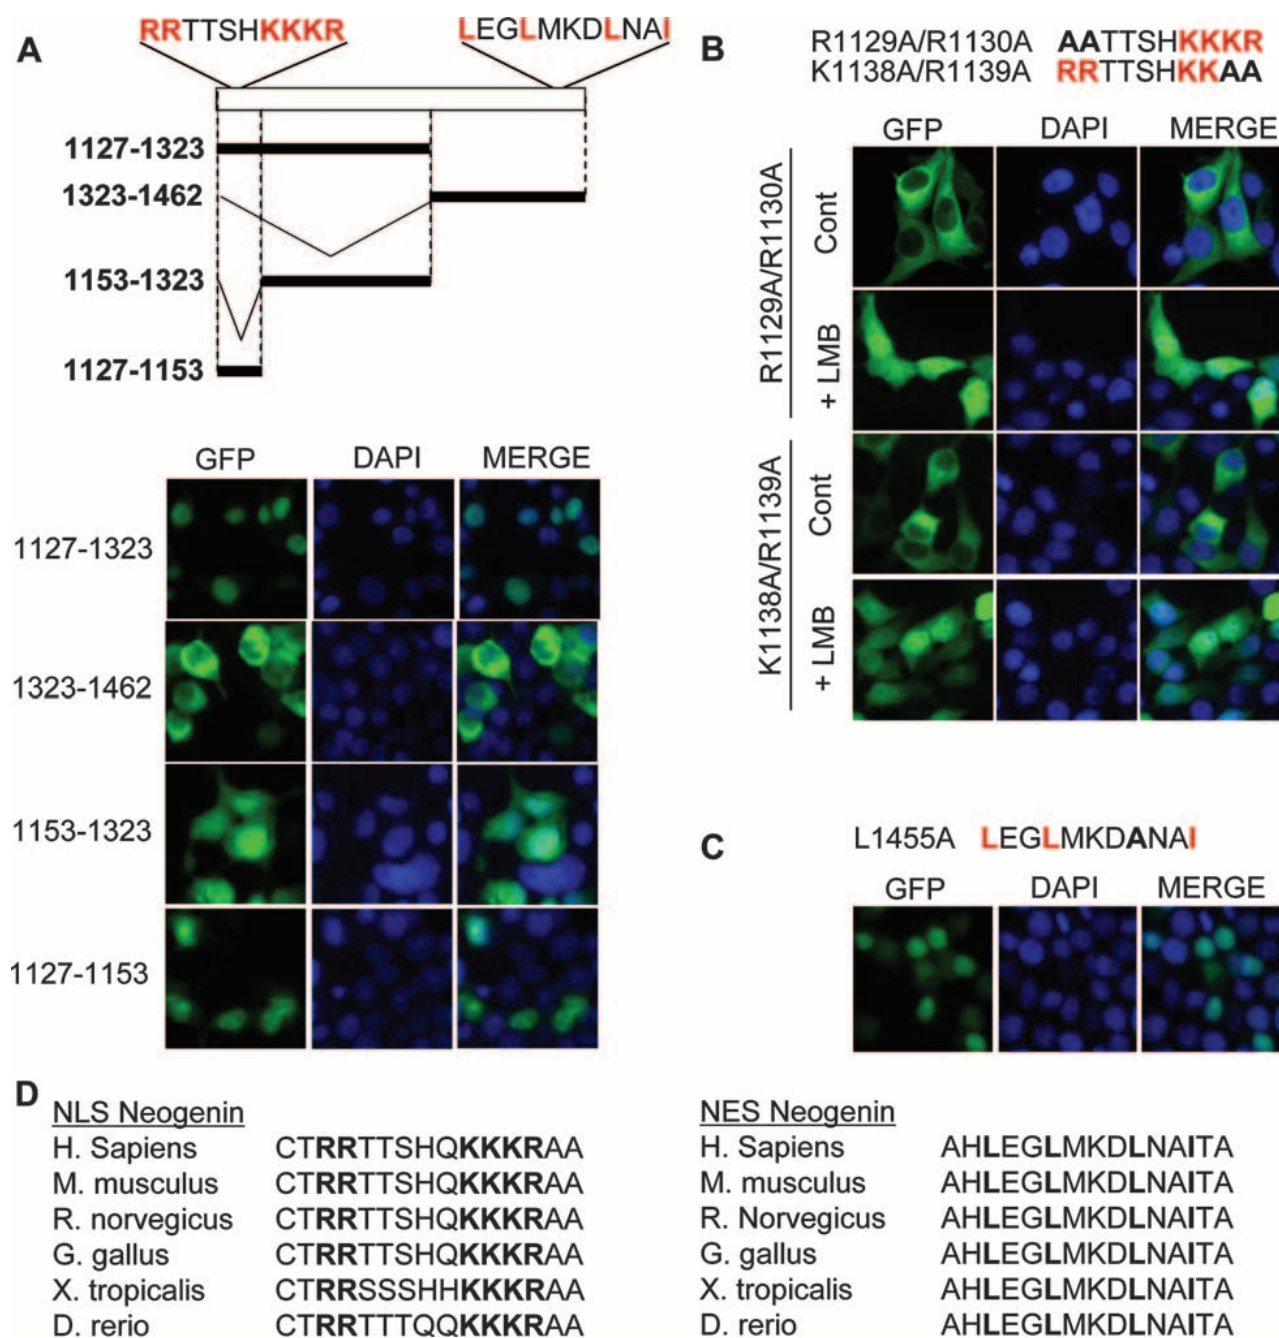 A
RRTTSHKKKR LEGLMKDLNAI
1127-1323
1323-1462
1153-1323
1127-1153
GFP DAPI MERGE
1127-1323
1323-1462
1153-1323
1127-1153
B
R1129A/R1130A AATTSHKKKR
K1138A/R1139A RRTTSHKKAA
GFP DAPI MERGE
R1129A/R1130A
Cont
+ LMB
K1138A/R1139A
Cont
+ LMB
C
L1455A LEGLMKDANAI
GFP DAPI MERGE
D
NLS Neogenin
H. Sapiens CTRRTTSHQKKKRAA
M. musculus CTRRTTSHQKKKRAA
R. norvegicus CTRRTTSHQKKKRAA
G. gallus CTRRTTSHQKKKRAA
X. tropicalis CTRRSSSHHKKKRAA
D. rerio CTRRTTTQQKKKRAA
NES Neogenin
H. Sapiens AHLEGLMKDLNAITA
M. musculus AHLEGLMKDLNAITA
R. Norvegicus AHLEGLMKDLNAITA
G. gallus AHLEGLMKDLNAITA
X. tropicalis AHLEGLMKDLNAITA
D. rerio AHLEGLMKDLNAITA